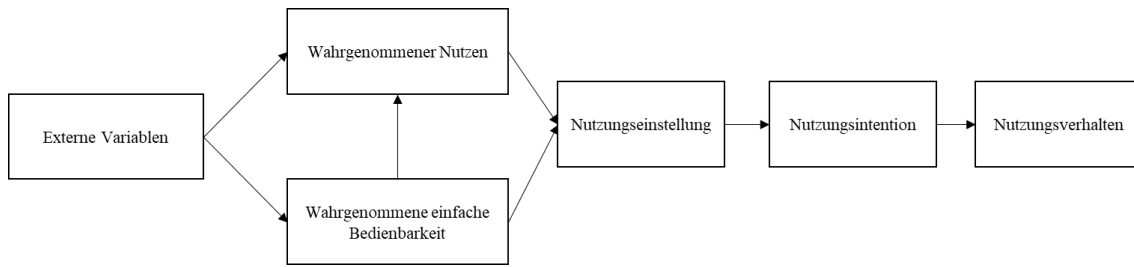 Wahrgenommener Nutzen
Externe Variablen
Wahrgenommene einfache
Bedienbarkeit
Nutzungseinstellung
Nutzungsintention
Nutzungsverhalten